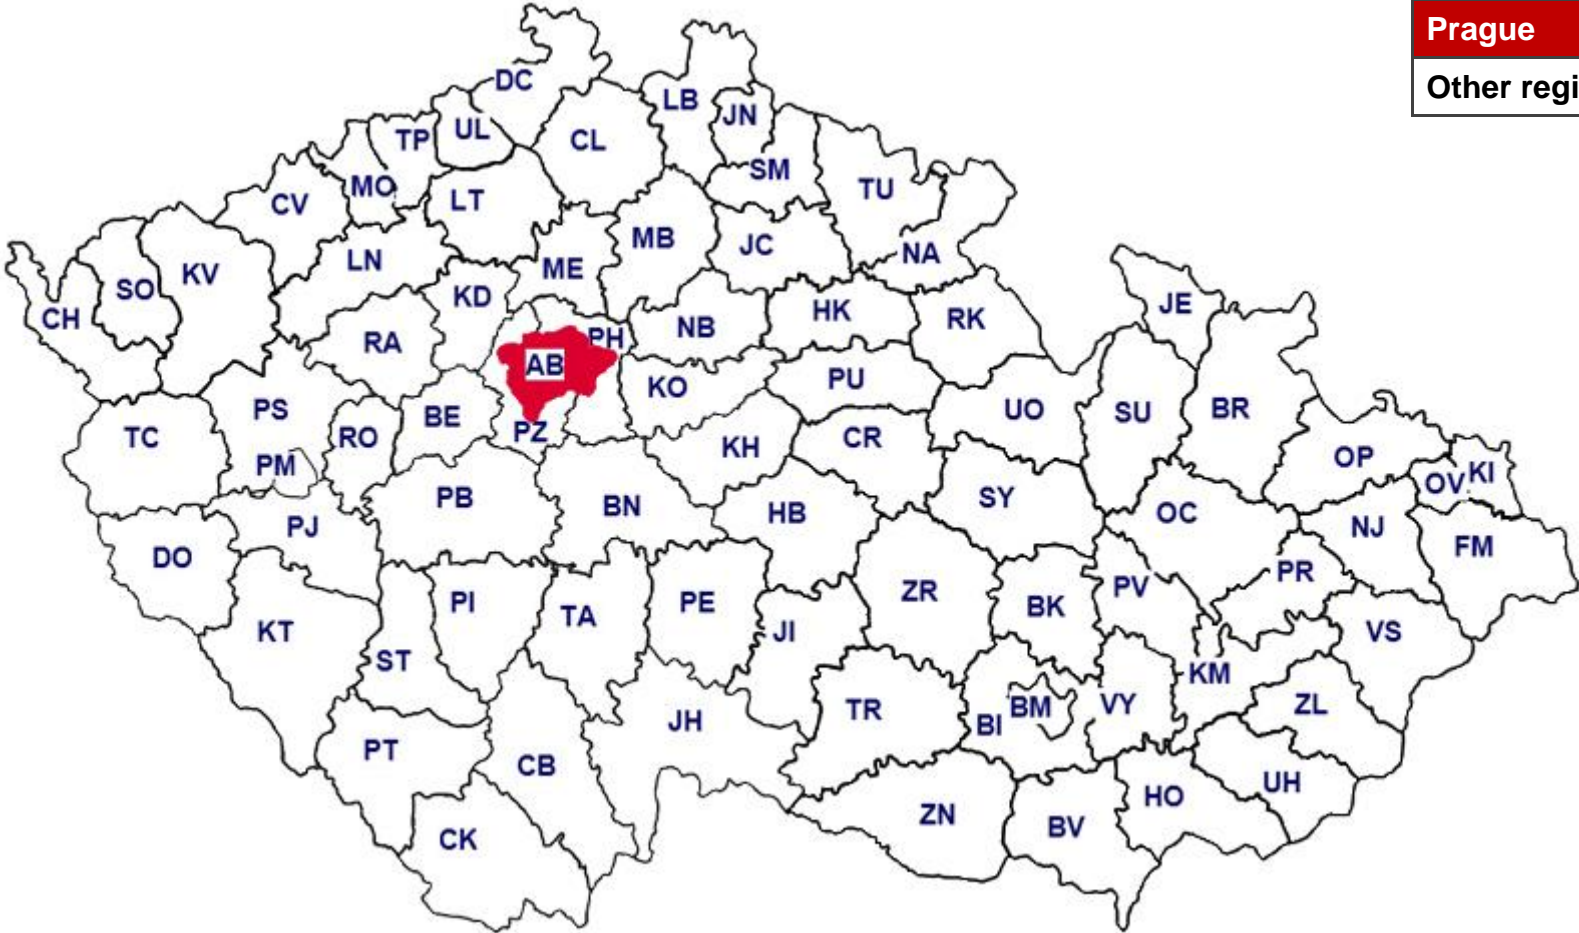 Prague
Other regi
DC
LB
JN
TP
UL
CL
SM
MO
CV
LT
TU
MB
JC
NA
LN
ME
SO
KV
KD
JE
CH
RA
PH
NB
HK
RK
AB
KO
PU
PS
BE
UO
SU
BR
TC
RO
PZ
KH
CR
PM
OP
OV
KI
PB
BN
HB
SY
OC
PJ
NJ
FM
DO
PR
PI
TA
PE
ZR
BK
PV
KT
JI
VS
ST
KM
JH
TR
BM
BI
VY
ZL
PT
CB
UH
HO
ZN
BV
CK